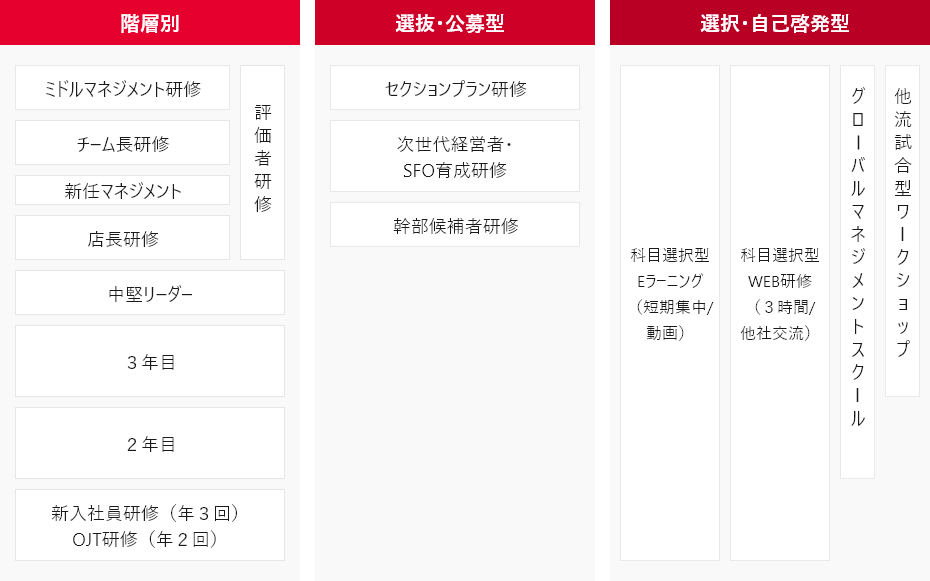 階層別
ミドルマネジメント研修
チーム長研修
新任マネジメント
店長研修
評価者研修
中堅リーダー
３年目
２年目
新入社員研修（年３回）
OJT研修（年２回）
選抜・公募型
セクションプラン研修
次世代経営者・
SFO育成研修
幹部候補者研修
選択・自己啓発型
科目選択型
Eラーニング
（短期集中/
動画）
科目選択型
WEB研修
（３時間/
他社交流）
グローバルマネジメントスクール
他流試合型ワークショップ